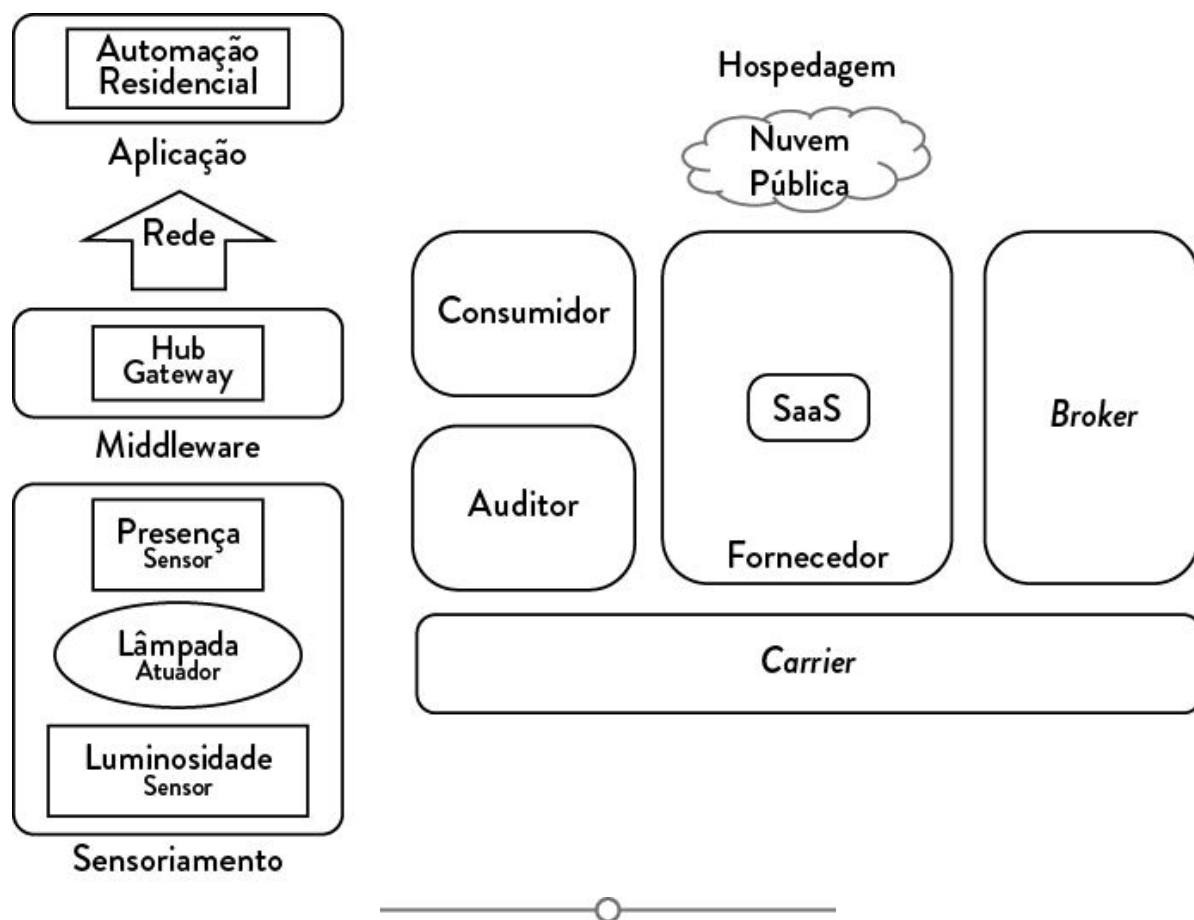 Automação
Residencial
Aplicação
Rede
Hub
Gateway
Middleware
Presença
Sensor
Lâmpada
Atuador
Luminosidade
Sensor
Sensoriamento
Hospedagem
Nuvem
Pública
Consumidor
Auditor
SaaS
Fornecedor
Broker
Carrier